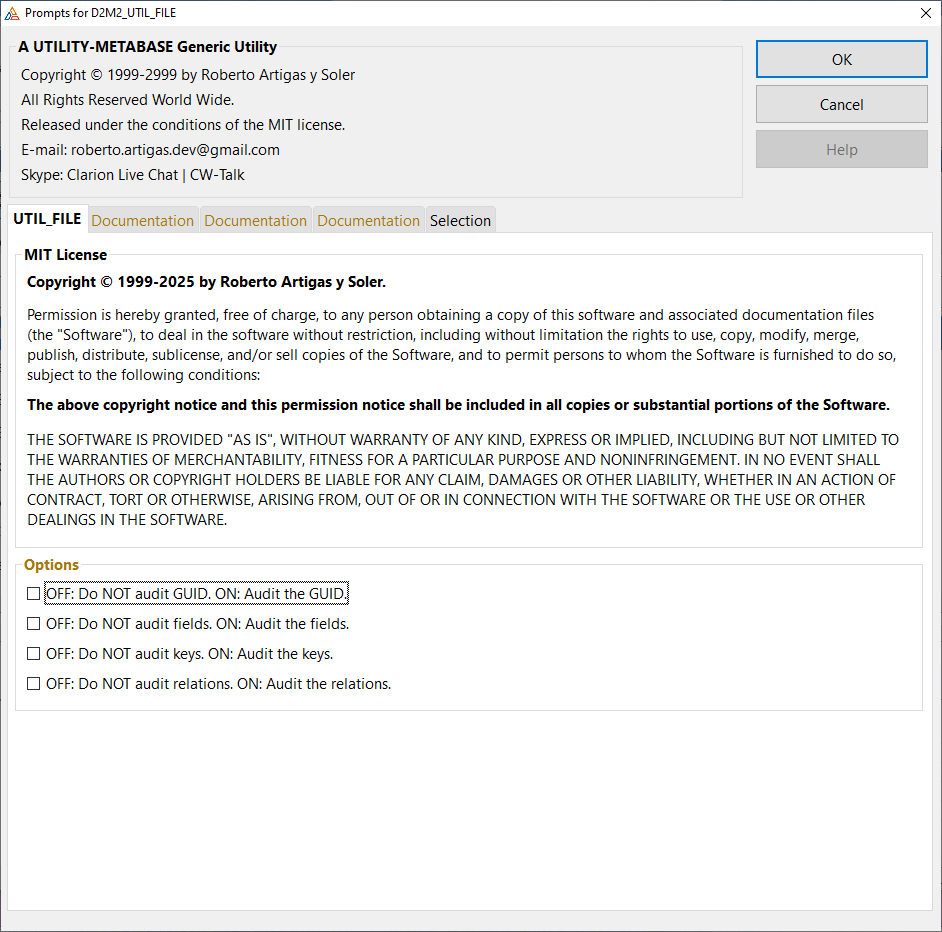 Prompts for D2M2_UTIL_FILE
A UTILITY-METABASE Generic Utility
Copyright © 1999-2999 by Roberto Artigas y Soler
All Rights Reserved World Wide.
Released under the conditions of the MIT license.
E-mail: roberto.artigas.dev@gmail.com
Skype: Clarion Live Chat | CW-Talk
OK
Cancel
Help
UTIL_FILE Documentation Documentation Documentation Selection
MIT License
Copyright © 1999-2025 by Roberto Artigas y Soler.
Permission is hereby granted, free of charge, to any person obtaining a copy of this software and associated documentation files
(the "Software"), to deal in the software without restriction, including without limitation the rights to use, copy, modify, merge,
publish, distribute, sublicense, and/or sell copies of the Software, and to permit persons to whom the Software is furnished to do so,
subject to the following conditions:
The above copyright notice and this permission notice shall be included in all copies or substantial portions of the Software.
THE SOFTWARE IS PROVIDED "AS IS", WITHOUT WARRANTY OF ANY KIND, EXPRESS OR IMPLIED, INCLUDING BUT NOT LIMITED TO
THE WARRANTIES OF MERCHANTABILITY, FITNESS FOR A PARTICULAR PURPOSE AND NONINFRINGEMENT. IN NO EVENT SHALL
THE AUTHORS OR COPYRIGHT HOLDERS BE LIABLE FOR ANY CLAIM, DAMAGES OR OTHER LIABILITY, WHETHER IN AN ACTION OF
CONTRACT, TORT OR OTHERWISE, ARISING FROM, OUT OF OR IN CONNECTION WITH THE SOFTWARE OR THE USE OR OTHER
DEALINGS IN THE SOFTWARE.
Options
OFF: Do NOT audit GUID. ON: Audit the GUID.
OFF: Do NOT audit fields. ON: Audit the fields.
OFF: Do NOT audit keys. ON: Audit the keys.
OFF: Do NOT audit relations. ON: Audit the relations.